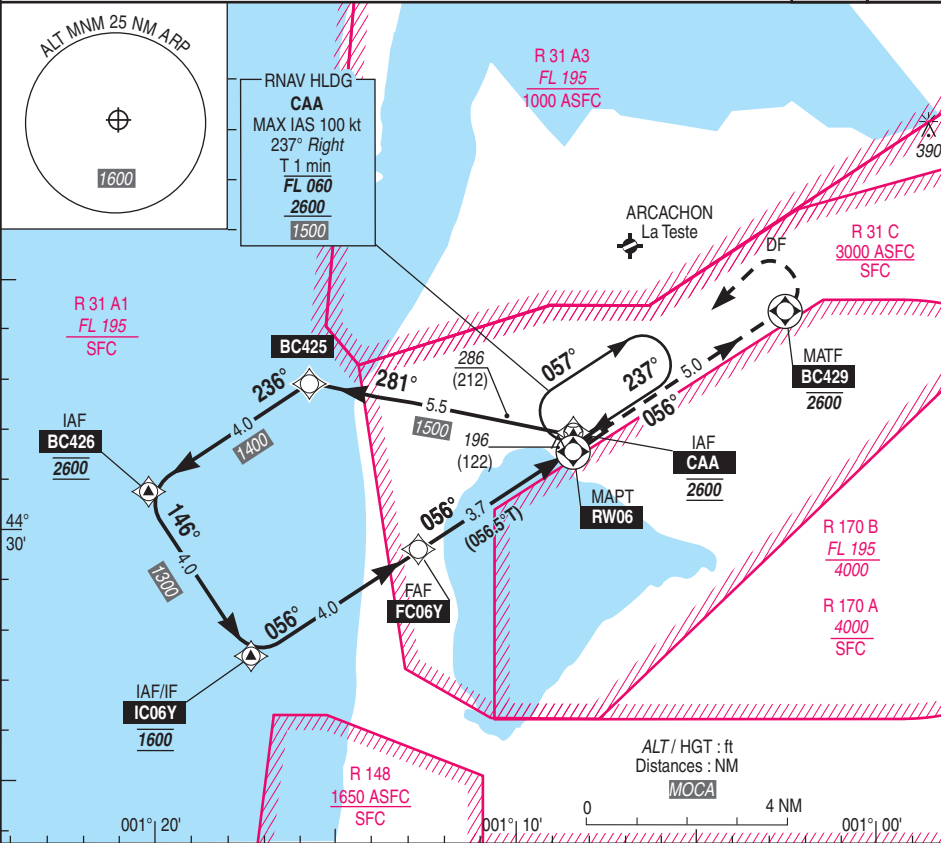 ALT MNM 25 NM ARP
1600
RNAV HLDG
CAA
MAX IAS 100 kt
237° Right
T 1 min
FL 060
2600
1500
R 31 A3
FL 195
1000 ASFC
390
ARCACHON
La Teste
DF
R 31 C
3000 ASFC
SFC
R 31 A1
FL 195
SFC
BC425
236°
4.0
1400
281°
5.5
1500
286
(212)
057°
237°
5.0
056°
MATF
BC429
2600
IAF
BC426
2600
196
(122)
IAF
CAA
2600
MAPT
RW06
146°
4.0
1300
056°
3.7
(056.5°T)
44°
30'
R 170 B
FL 195
4000
R 170 A
4000
SFC
FAF
FC06Y
056°
4.0
IAF/IF
IC06Y
1600
R 148
1650 ASFC
SFC
ALT / HGT : ft
Distances : NM
MOCA
0 4 NM
001° 20'
001° 10'
001° 00'